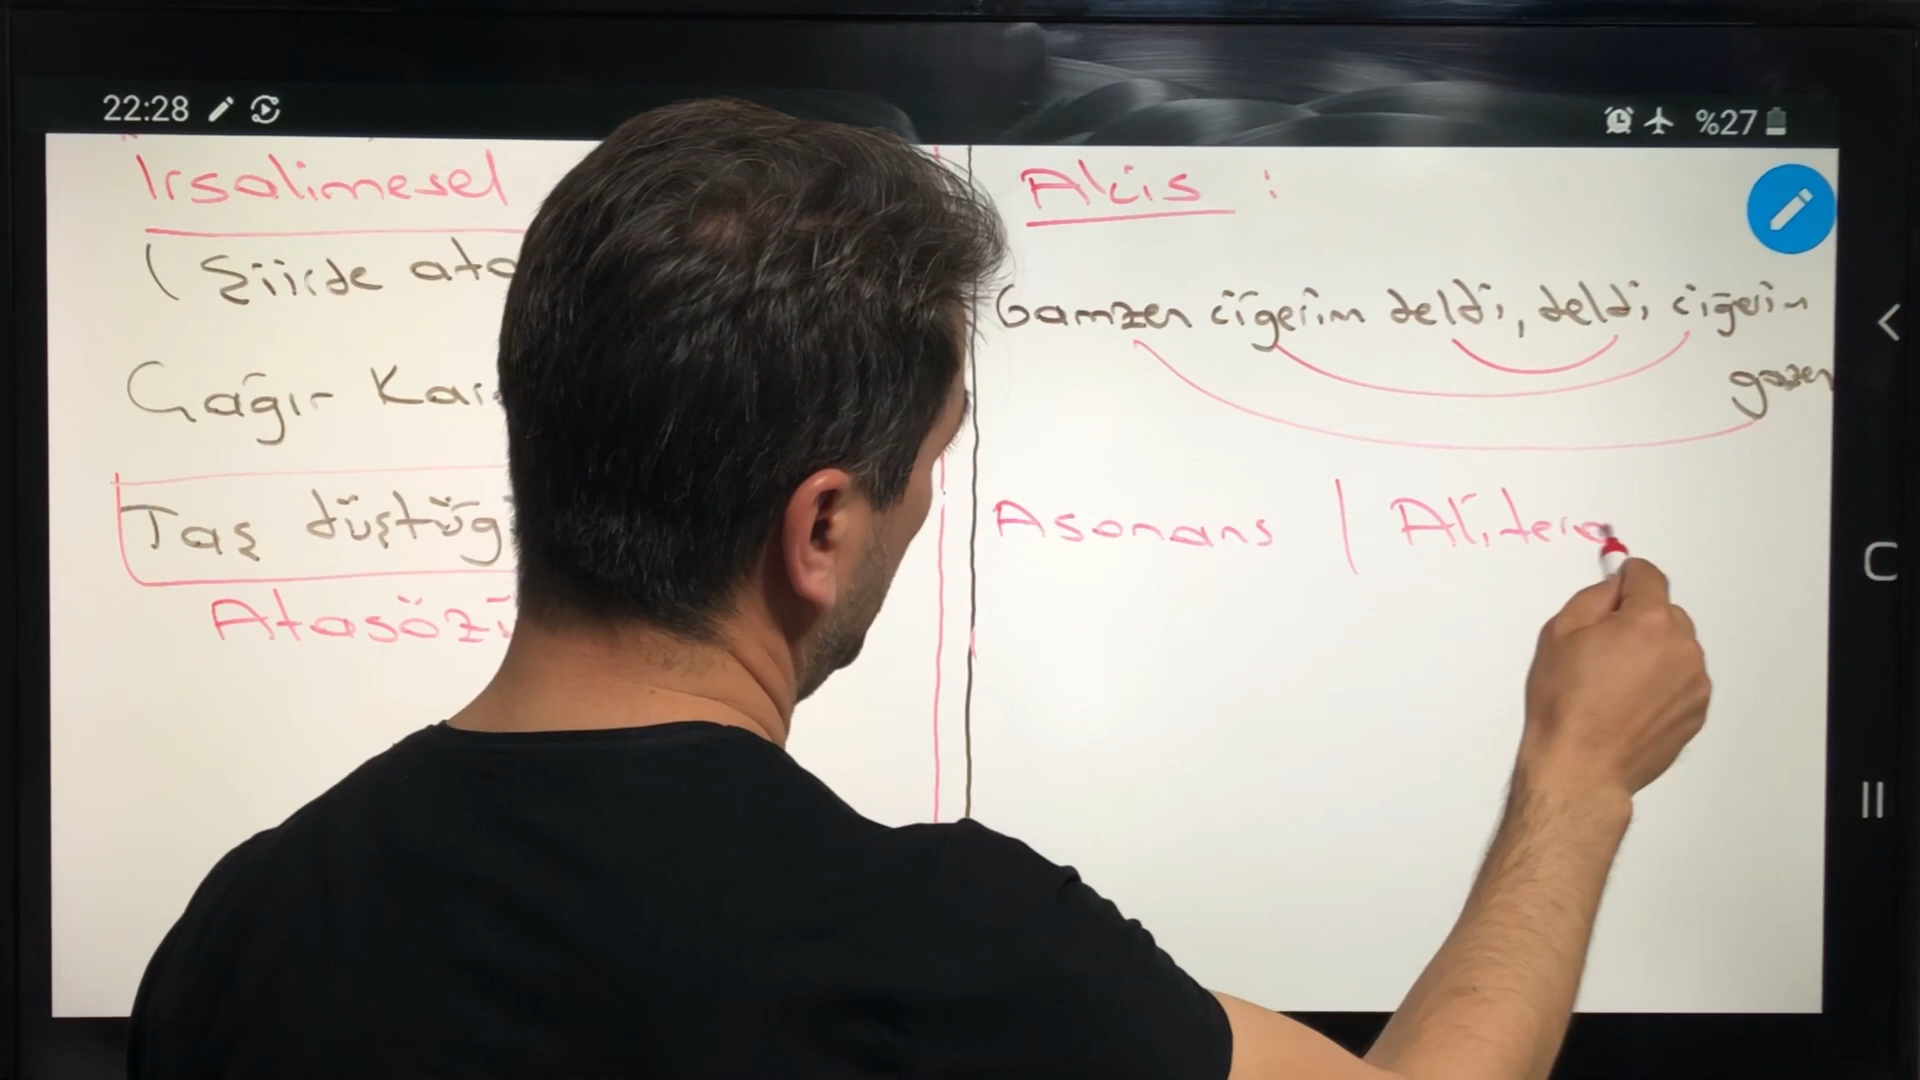 22:28
%27
İrsalimesel
( Şiirde ata
Çağır Kar
Taş düştüğ
Atasözü
Akis :
Gamzen ciğerim deldi, deldi ciğerim
gamzen
Asonans | Alitera